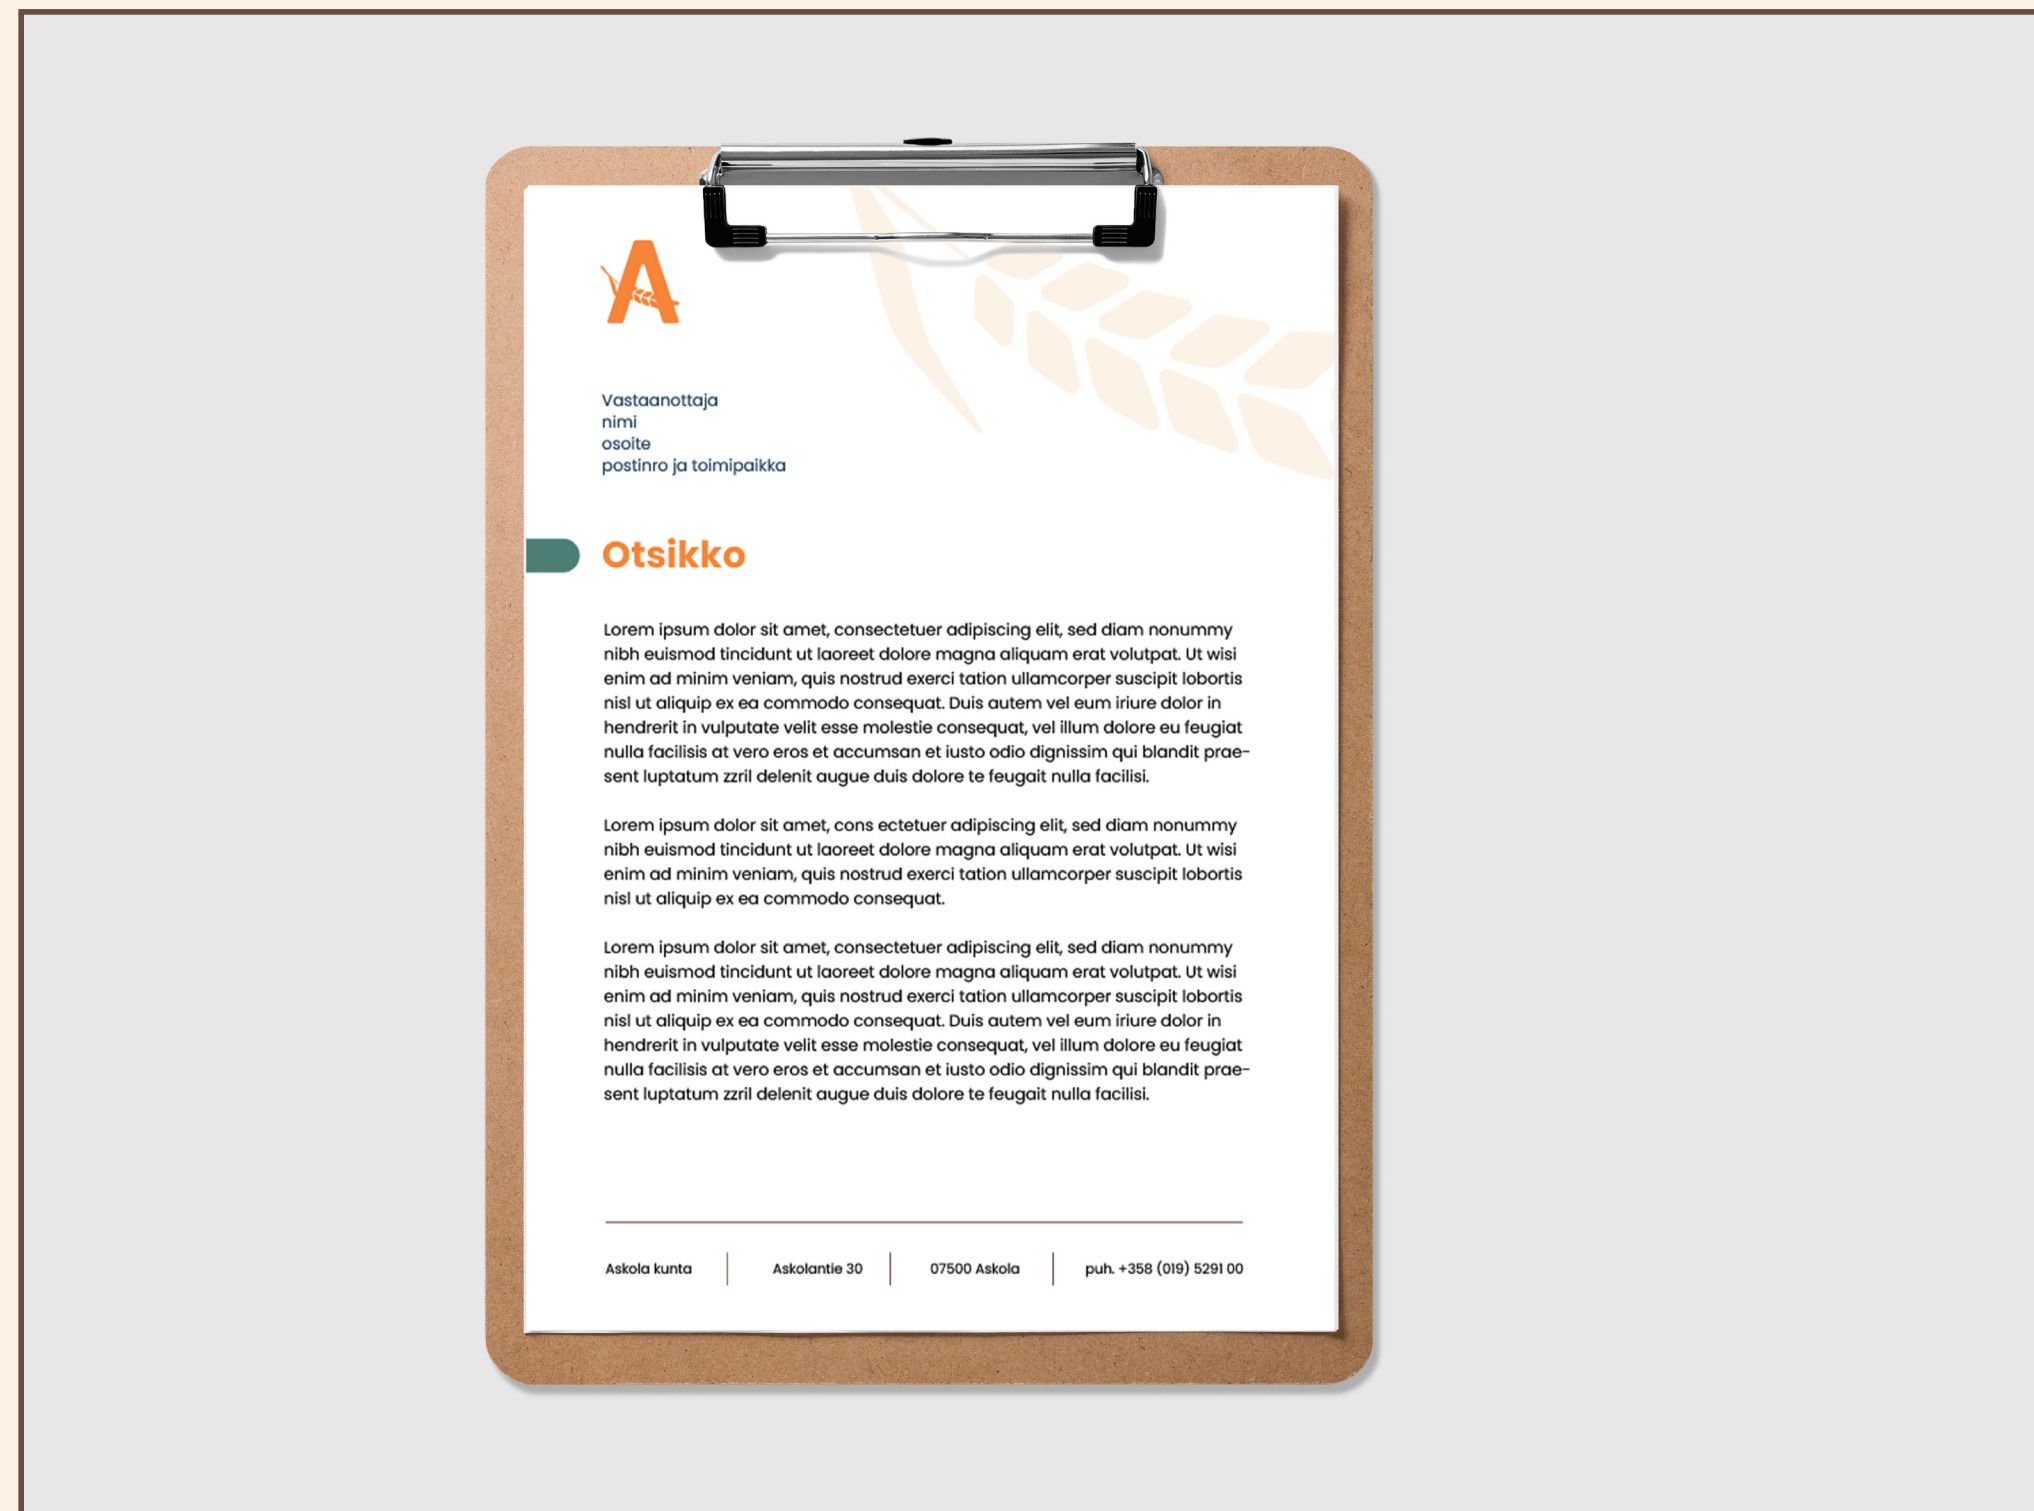 A
Vastaanottaja
nimi
osoite
postinro ja toimipaikka
Otsikko
Lorem ipsum dolor sit amet, consectetuer adipiscing elit, sed diam nonummy
nibh euismod tincidunt ut laoreet dolore magna aliquam erat volutpat. Ut wisi
enim ad minim veniam, quis nostrud exerci tation ullamcorper suscipit lobortis
nisl ut aliquip ex ea commodo consequat. Duis autem vel eum iriure dolor in
hendrerit in vulputate velit esse molestie consequat, vel illum dolore eu feugiat
nulla facilisis at vero eros et accumsan et iusto odio dignissim qui blandit prae-
sent luptatum zzril delenit augue duis dolore te feugait nulla facilisi.
Lorem ipsum dolor sit amet, cons ectetuer adipiscing elit, sed diam nonummy
nibh euismod tincidunt ut laoreet dolore magna aliquam erat volutpat. Ut wisi
enim ad minim veniam, quis nostrud exerci tation ullamcorper suscipit lobortis
nisl ut aliquip ex ea commodo consequat.
Lorem ipsum dolor sit amet, consectetuer adipiscing elit, sed diam nonummy
nibh euismod tincidunt ut laoreet dolore magna aliquam erat volutpat. Ut wisi
enim ad minim veniam, quis nostrud exerci tation ullamcorper suscipit lobortis
nisl ut aliquip ex ea commodo consequat. Duis autem vel eum iriure dolor in
hendrerit in vulputate velit esse molestie consequat, vel illum dolore eu feugiat
nulla facilisis at vero eros et accumsan et iusto odio dignissim qui blandit prae-
sent luptatum zzril delenit augue duis dolore te feugait nulla facilisi.
Askola kunta Askolantie 30 07500 Askola puh. +358 (019) 5291 00